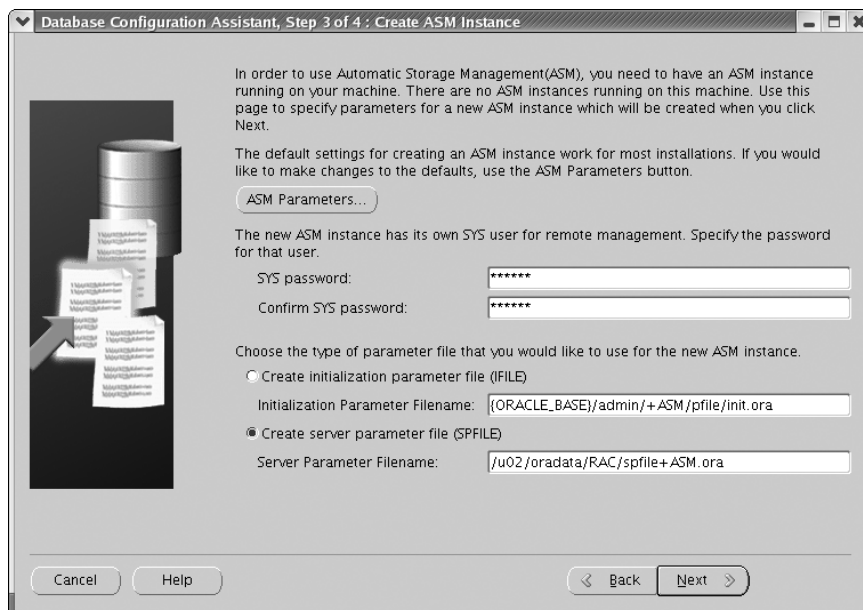 Database Configuration Assistant, Step 3 of 4 : Create ASM Instance
In order to use Automatic Storage Management(ASM), you need to have an ASM instance
running on your machine. There are no ASM instances running on this machine. Use this
page to specify parameters for a new ASM instance which will be created when you click
Next.
The default settings for creating an ASM instance work for most installations. If you would
like to make changes to the defaults, use the ASM Parameters button.
ASM Parameters...
The new ASM instance has its own SYS user for remote management. Specify the password
for that user.
SYS password: ******
Confirm SYS password: ******
Choose the type of parameter file that you would like to use for the new ASM instance.
Create initialization parameter file (IFILE)
Initialization Parameter Filename: {ORACLE_BASE}/admin/+ASM/pfile/init.ora
Create server parameter file (SPFILE)
Server Parameter Filename: /u02/oradata/RAC/spfile+ASM.ora
Cancel Help Back Next